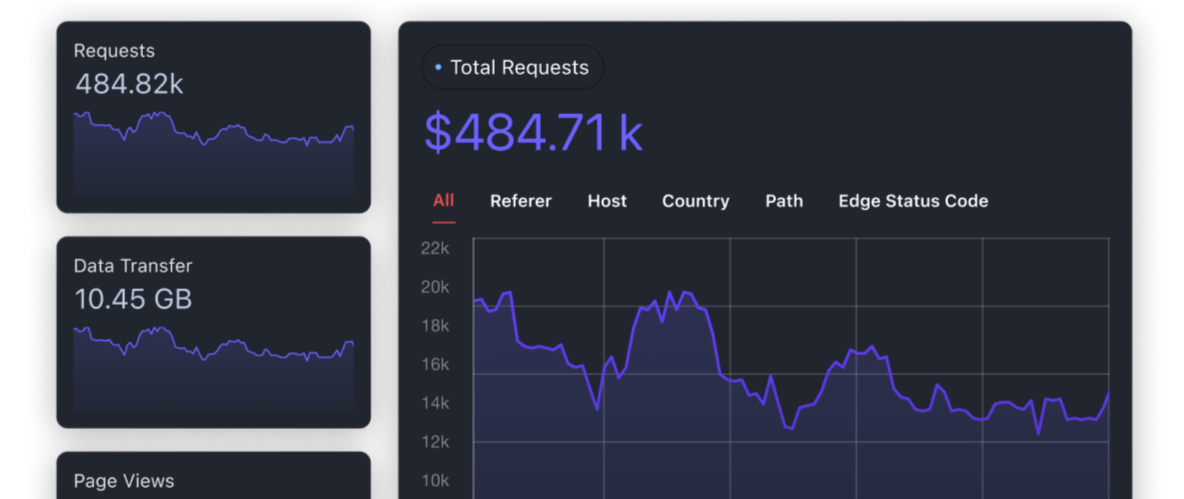 Requests
484.82k
Data Transfer
10.45 GB
Page Views
Total Requests
$484.71k
All Referer Host Country Path Edge Status Code
22k
20k
18k
16k
14k
12k
10k